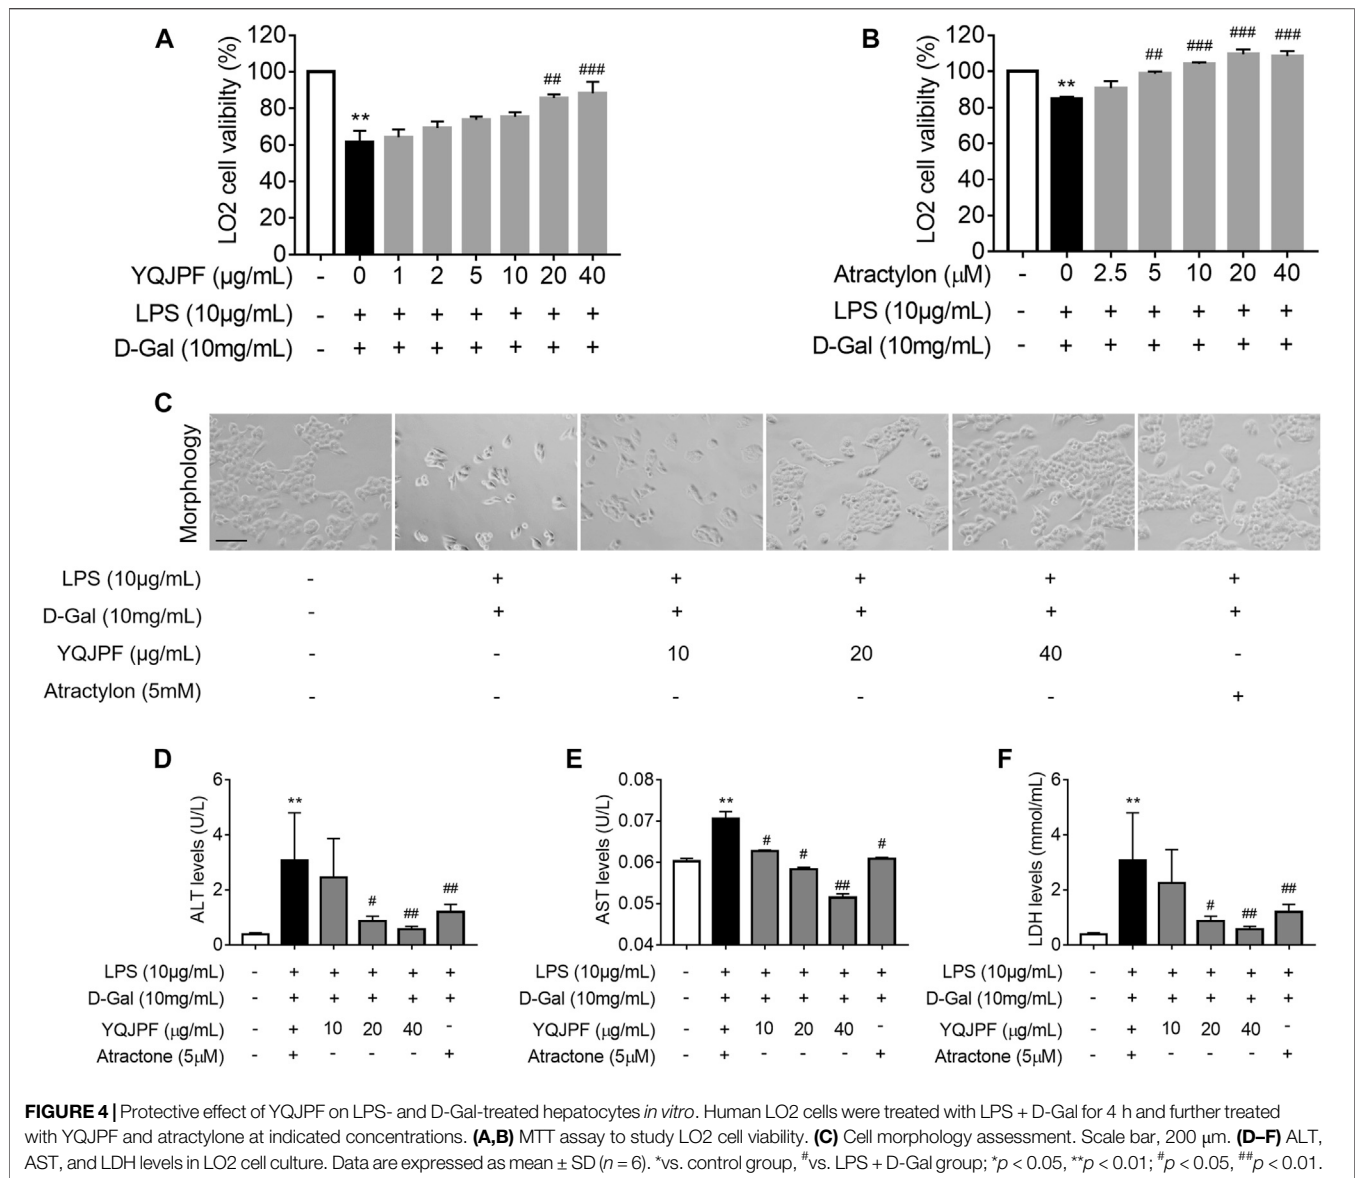 A
LO2 cell valibility (%)
120
100
80
60
40
20
0
**
##
###
YQJPF (µg/mL) - 0 1 2 5 10 20 40
LPS (10µg/mL) - + + + + + + +
D-Gal (10mg/mL) - + + + + + + +
B
LO2 cell valibilty (%)
120
100
80
60
40
20
0
**
##
###
###
###
Atractylon (µM) - 0 2.5 5 10 20 40
LPS (10µg/mL) - + + + + + +
D-Gal (10mg/mL) - + + + + + +
C
Morphology
LPS (10µg/mL) - + + + + +
D-Gal (10mg/mL) - + + + + +
YQJPF (µg/mL) - - 10 20 40 -
Atractylon (5mM) - - - - - +
D
ALT levels (U/L)
6
4
2
0
**
#
##
##
LPS (10µg/mL) - + + + + +
D-Gal (10mg/mL) - + + + + +
YQJPF (µg/mL) - + 10 20 40 -
Atractone (5µM) - + - - - +
E
AST levels (U/L)
0.08
0.07
0.06
0.05
0.04
**
#
#
##
#
LPS (10µg/mL) - + + + + +
D-Gal (10mg/mL) - + + + + +
YQJPF (µg/mL) - + 10 20 40 -
Atractone (5µM) - + - - - +
F
LDH levels (mmol/mL)
6
4
2
0
**
#
##
##
LPS (10µg/mL) - + + + + +
D-Gal (10mg/mL) - + + + + +
YQJPF (µg/mL) - + 10 20 40 -
Atractone (5µM) - + - - - +
FIGURE 4 | Protective effect of YQJPF on LPS- and D-Gal-treated hepatocytes in vitro. Human LO2 cells were treated with LPS + D-Gal for 4 h and further treated
with YQJPF and atractylone at indicated concentrations. (A,B) MTT assay to study LO2 cell viability. (C) Cell morphology assessment. Scale bar, 200 µm. (D–F) ALT,
AST, and LDH levels in LO2 cell culture. Data are expressed as mean ± SD (n = 6). *vs. control group, #vs. LPS + D-Gal group; *p < 0.05, **p < 0.01; #p < 0.05, ##p < 0.01.